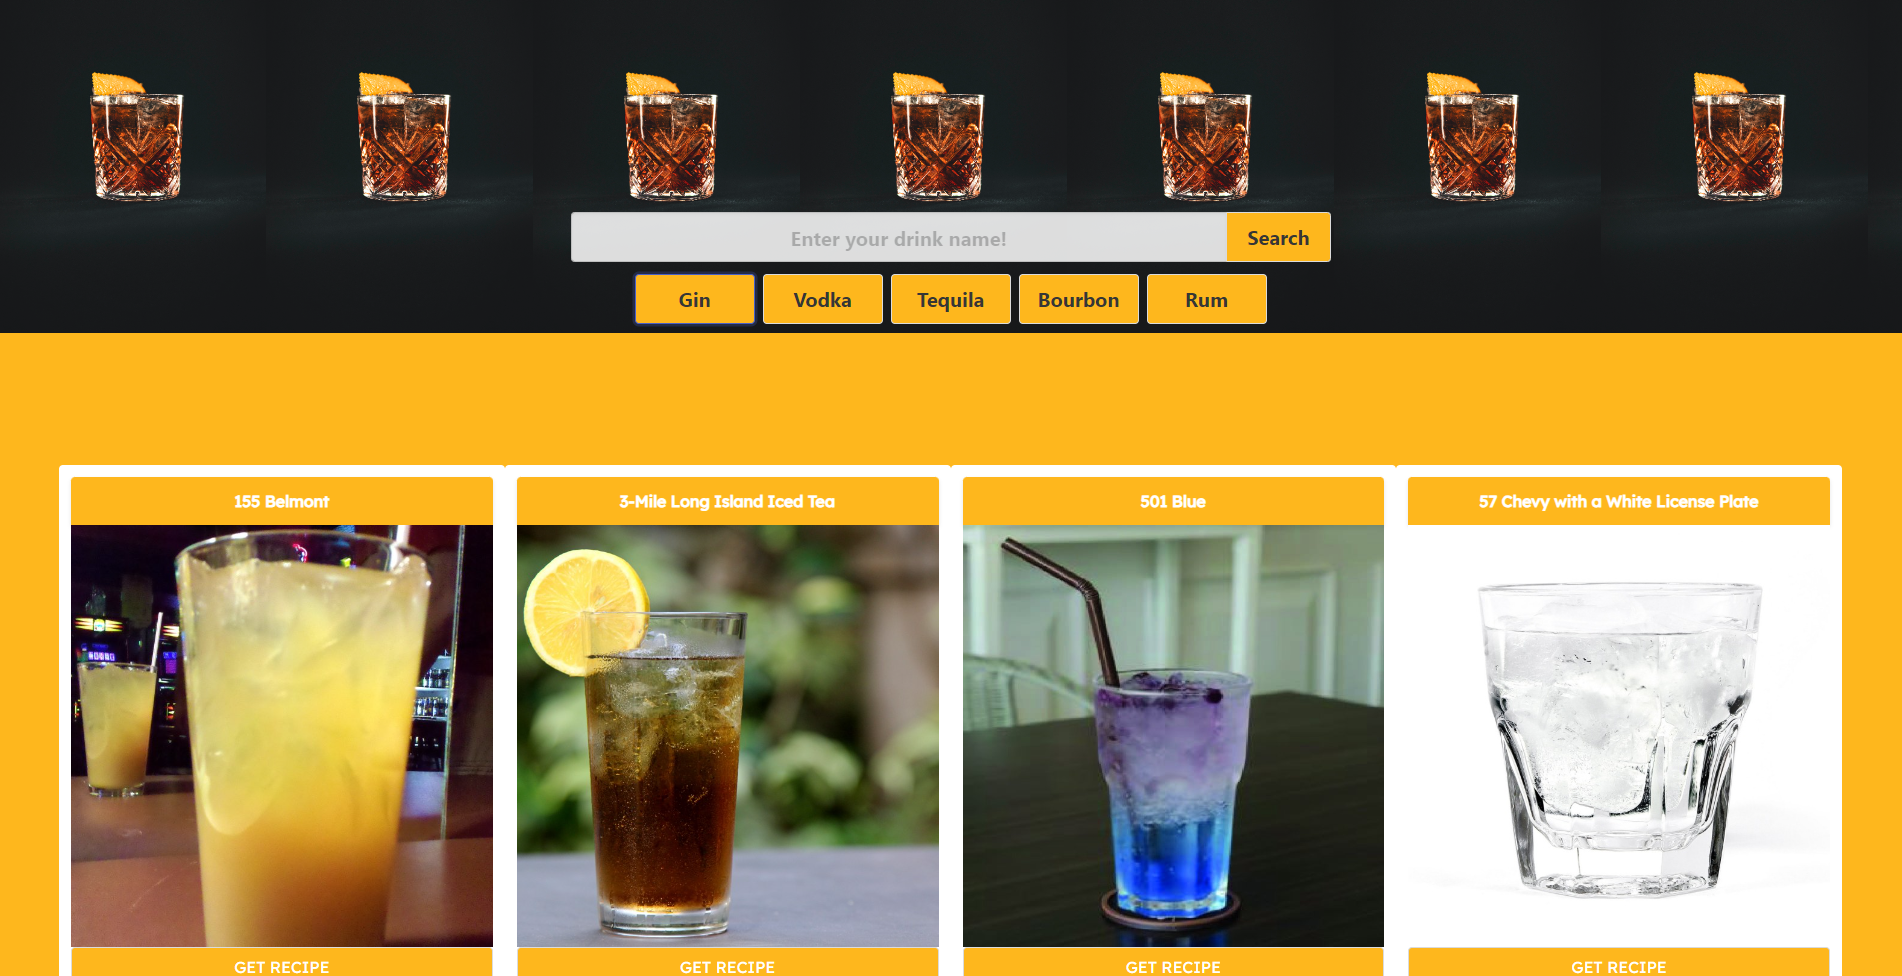 Enter your drink name!
Search
Gin
Vodka
Tequila
Bourbon
Rum
155 Belmont
3-Mile Long Island Iced Tea
501 Blue
57 Chevy with a White License Plate
GET RECIPE
GET RECIPE
GET RECIPE
GET RECIPE